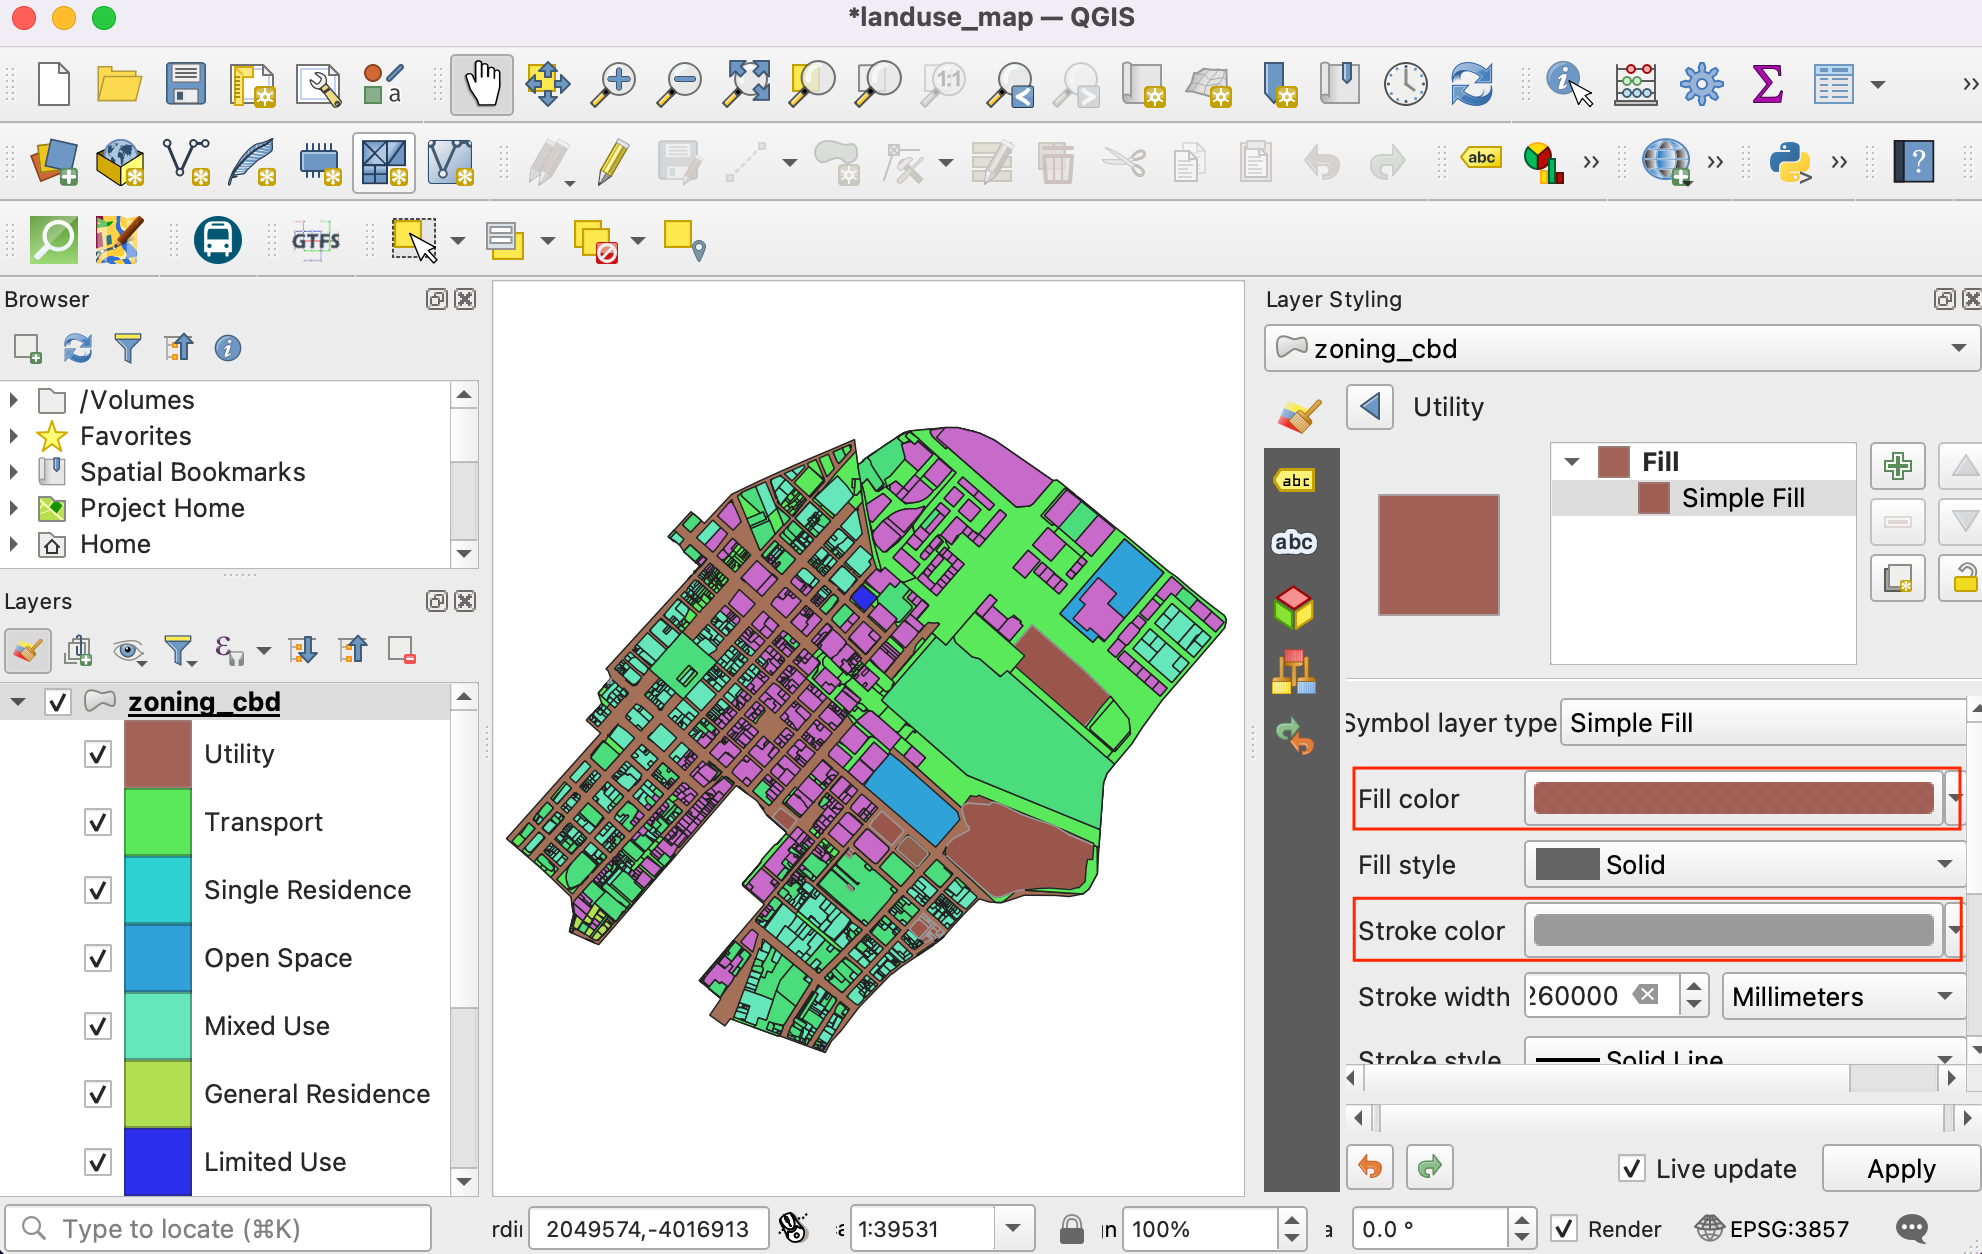 *landuse_map — QGIS
a
1:1
abc
?
GTFS
Browser
/Volumes
Favorites
Spatial Bookmarks
Project Home
Home
Layers
zoning_cbd
Utility
Transport
Single Residence
Open Space
Mixed Use
General Residence
Limited Use
Layer Styling
zoning_cbd
abc
abc
Utility
Fill
Simple Fill
Symbol layer type Simple Fill
Fill color
Fill style Solid
Stroke color
Stroke width 260000 Millimeters
Stroke style Solid Line
Live update Apply
Type to locate (⌘K) rdi 2049574,-4016913 1:39531 100% a 0.0 ° Render EPSG:3857